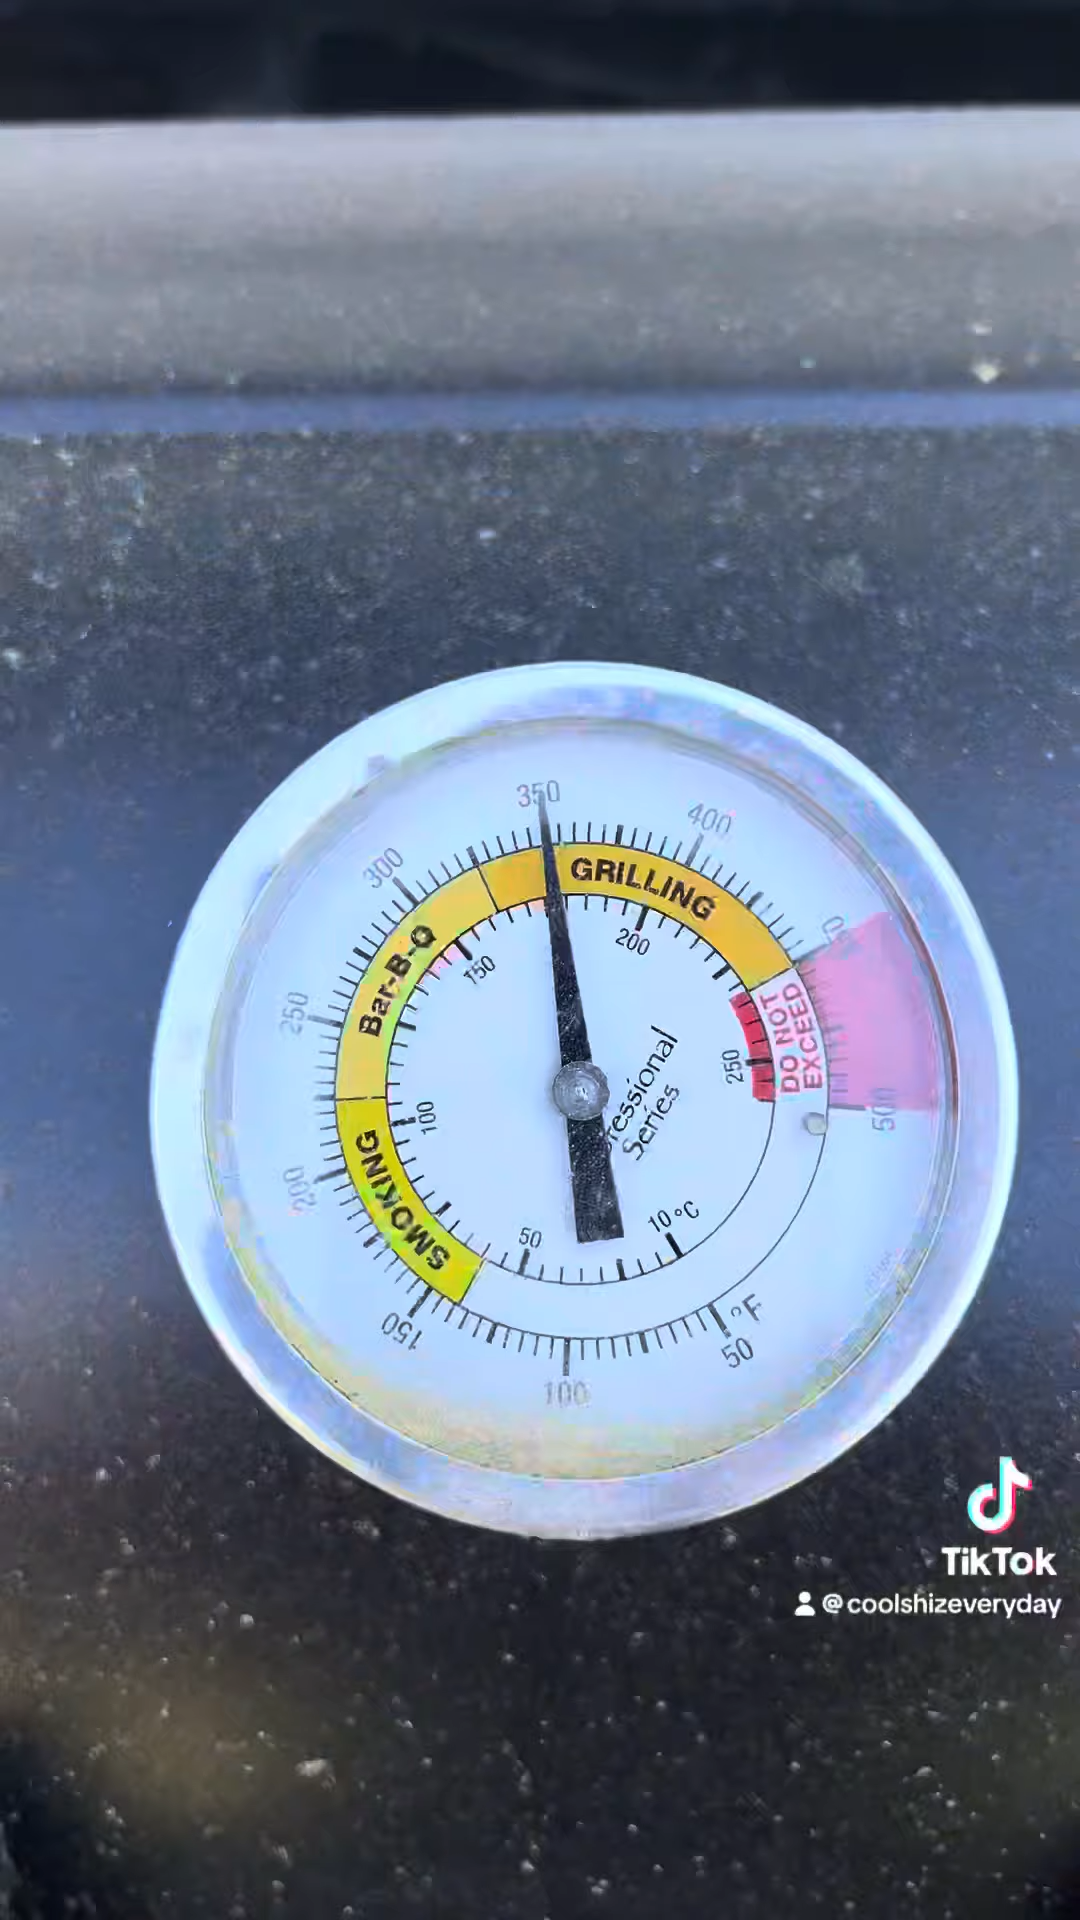 350
400
300
GRILLING
200
Bar-B-Q
150
250
DO NOT
EXCEED
250
500
Series
100
SMOKING
200
50
10 °C
150
°F
50
100
TikTok
@coolshizeveryday